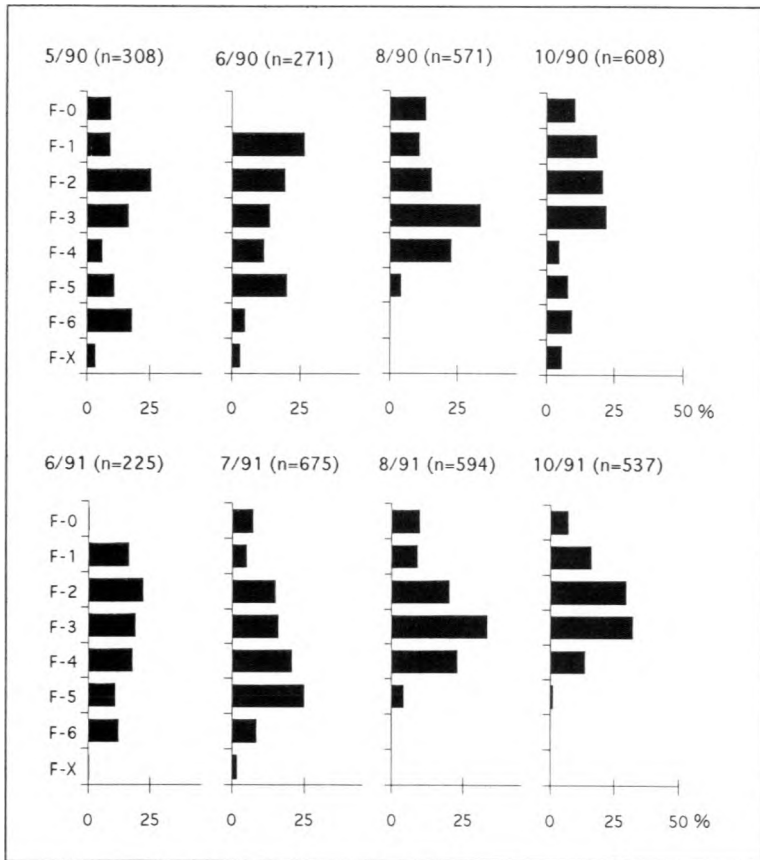 5/90 (n=308) 6/90 (n=271) 8/90 (n=571) 10/90 (n=608)
F-0
F-1
F-2
F-3
F-4
F-5
F-6
F-X
0 25 0 25 0 25 0 25 50 %
6/91 (n=225) 7/91 (n=675) 8/91 (n=594) 10/91 (n=537)
F-0
F-1
F-2
F-3
F-4
F-5
F-6
F-X
0 25 0 25 0 25 0 25 50 %